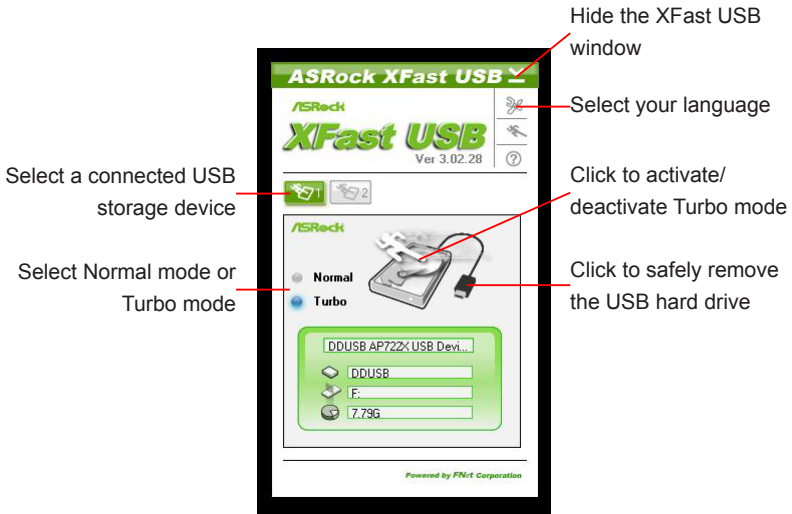 Hide the XFast USB
window
ASRock XFast USB
ASRock
Select your language
XFast USB
Ver 3.02.28
Select a connected USB
storage device
1
2
Click to activate/
deactivate Turbo mode
ASRock
Select Normal mode or
Turbo mode
Normal
Turbo
Click to safely remove
the USB hard drive
DDUSB AP722X USB Devi...
DDUSB
F:
7.79G
Powered by FNet Corporation